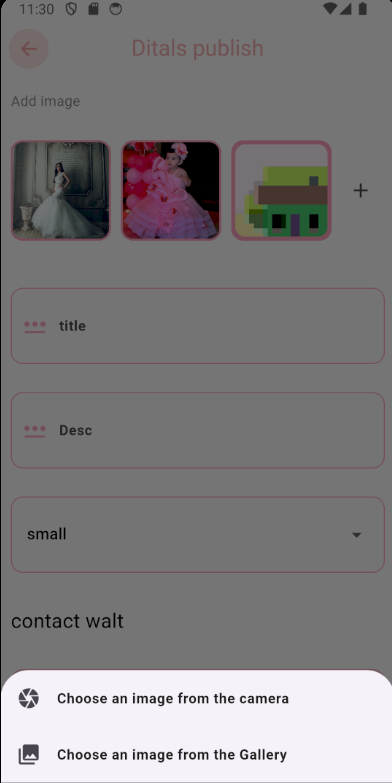 11:30
Ditals publish
Add image
title
Desc
small
contact walt
Choose an image from the camera
Choose an image from the Gallery